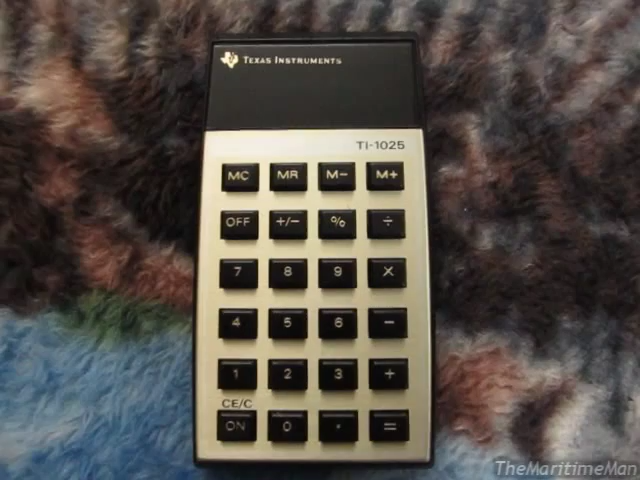 TEXAS INSTRUMENTS
TI-1025
MC MR M- M+
OFF +/- % ÷
7 8 9 X
4 5 6 -
1 2 3 +
CE/C
ON 0 . =
TheMaritimeMan